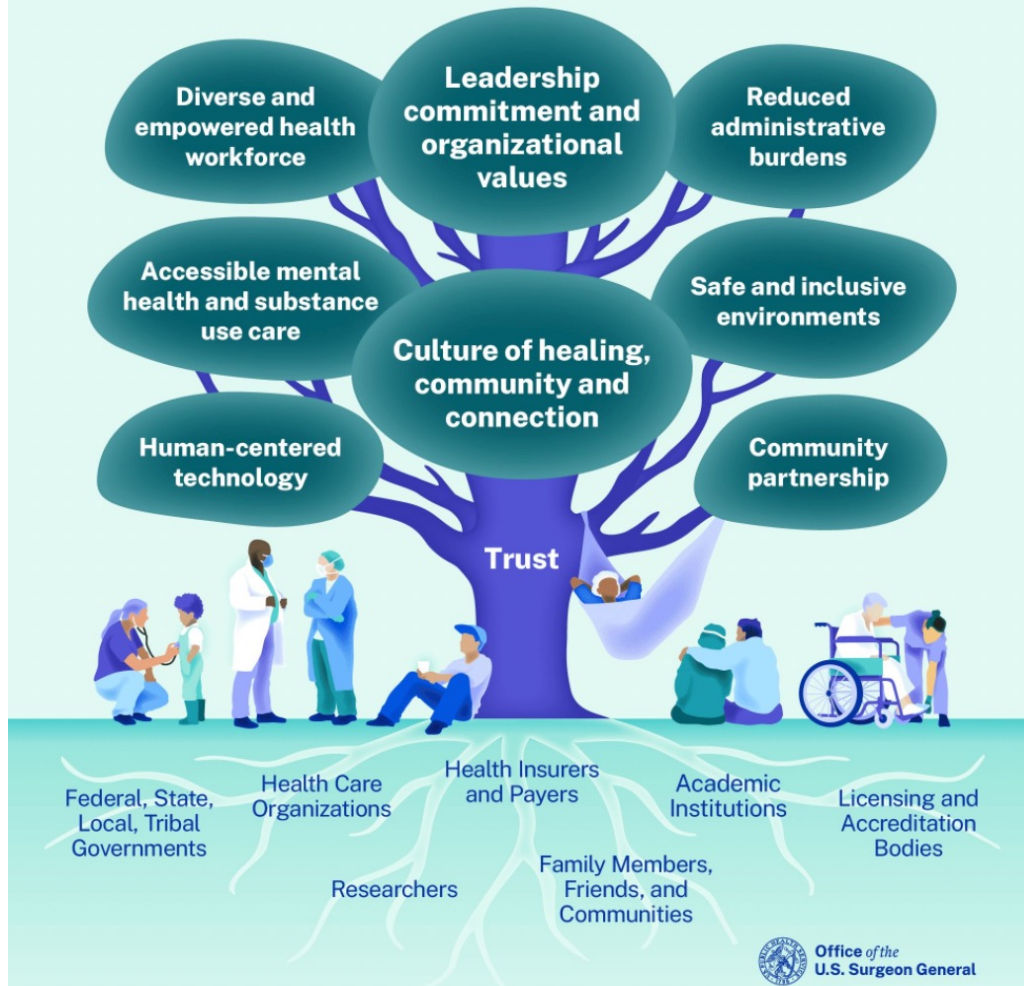 Diverse and
empowered health
workforce
Leadership
commitment and
organizational
values
Reduced
administrative
burdens
Accessible mental
health and substance
use care
Culture of healing,
community and
connection
Safe and inclusive
environments
Human-centered
technology
Community
partnership
Trust
Federal, State,
Local, Tribal
Governments
Health Care
Organizations
Health Insurers
and Payers
Academic
Institutions
Licensing and
Accreditation
Bodies
Researchers
Family Members,
Friends, and
Communities
Office of the
U.S. Surgeon General